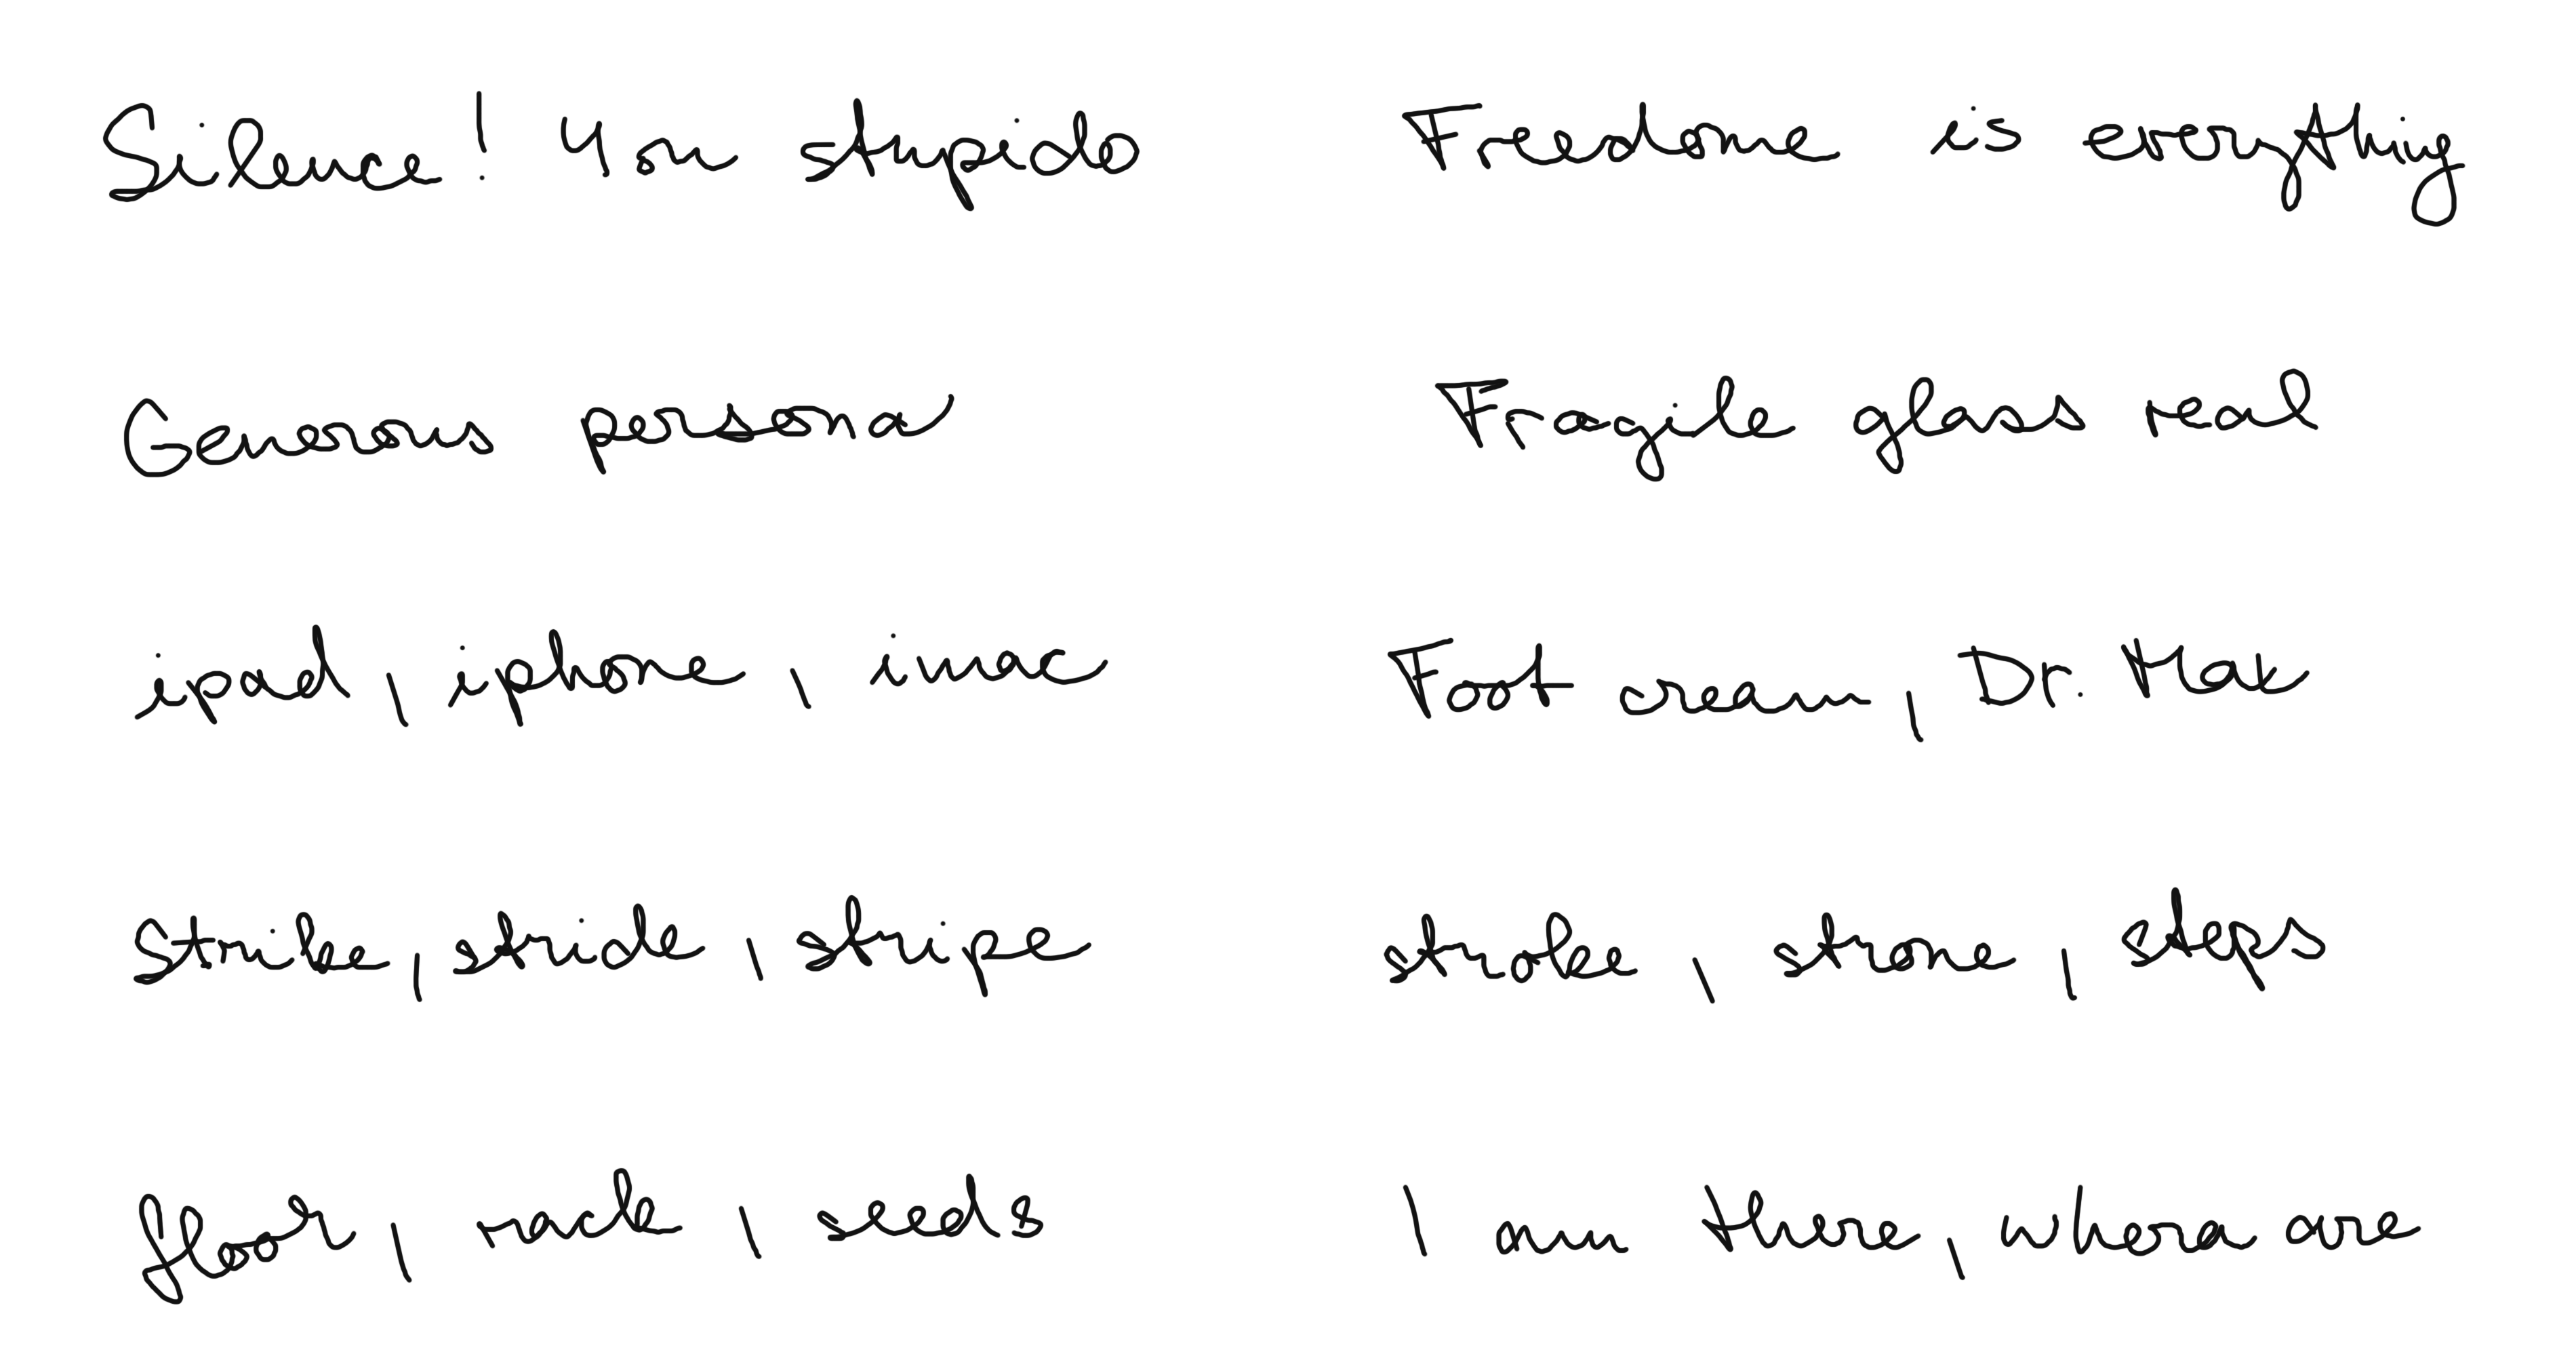 Silence! You stupido
Freedome is everything
Generous persona
Fragile glass real
ipad, iphone, imac
Foot cream, Dr. Max
Strike, stride, stripe
stroke, strone, steps
floor, rack, seeds
I am there, whera are